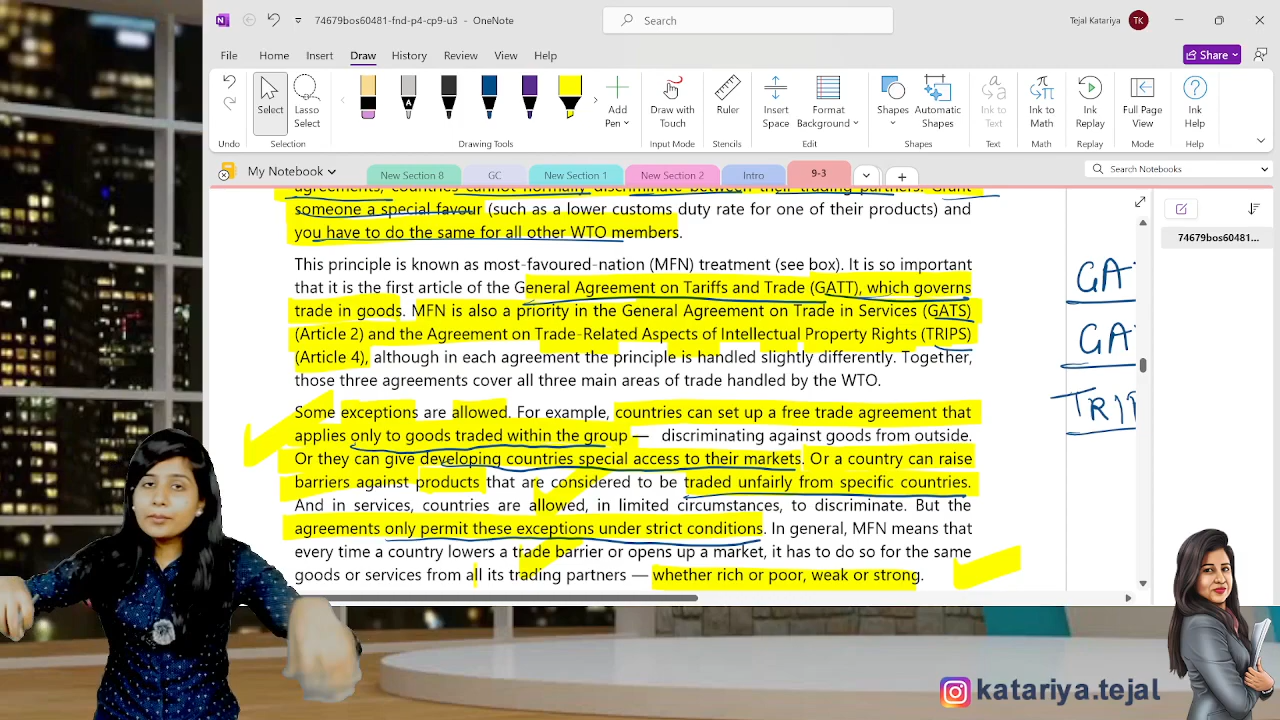 74679bos60481-fnd-p4-cp9-u3 - OneNote
Search
Tejal Katariya TK
File Home Insert Draw History Review View Help
Share
Select Lasso Select
A
Add Pen
Draw with Touch
Ruler
Insert Space
Format Background
Shapes
Automatic Shapes
Ink to Text
Ink to Math
Ink Replay
Full Page View
Ink Help
Undo Selection Drawing Tools Input Mode Stencils Edit Shapes Math Replay Mode Help
My Notebook New Section 8 GC New Section 1 New Section 2 Intro 9-3 Search Notebooks
agreements, countries cannot normally discriminate between their trading partners. Grant
someone a special favour (such as a lower customs duty rate for one of their products) and
you have to do the same for all other WTO members.
74679bos60481...
This principle is known as most-favoured-nation (MFN) treatment (see box). It is so important
that it is the first article of the General Agreement on Tariffs and Trade (GATT), which governs
trade in goods. MFN is also a priority in the General Agreement on Trade in Services (GATS)
(Article 2) and the Agreement on Trade-Related Aspects of Intellectual Property Rights (TRIPS)
(Article 4), although in each agreement the principle is handled slightly differently. Together,
those three agreements cover all three main areas of trade handled by the WTO.
GAT
GA
TRIP
Some exceptions are allowed. For example, countries can set up a free trade agreement that
applies only to goods traded within the group — discriminating against goods from outside.
Or they can give developing countries special access to their markets. Or a country can raise
barriers against products that are considered to be traded unfairly from specific countries.
And in services, countries are allowed, in limited circumstances, to discriminate. But the
agreements only permit these exceptions under strict conditions. In general, MFN means that
every time a country lowers a trade barrier or opens up a market, it has to do so for the same
goods or services from all its trading partners — whether rich or poor, weak or strong.
katariya.tejal